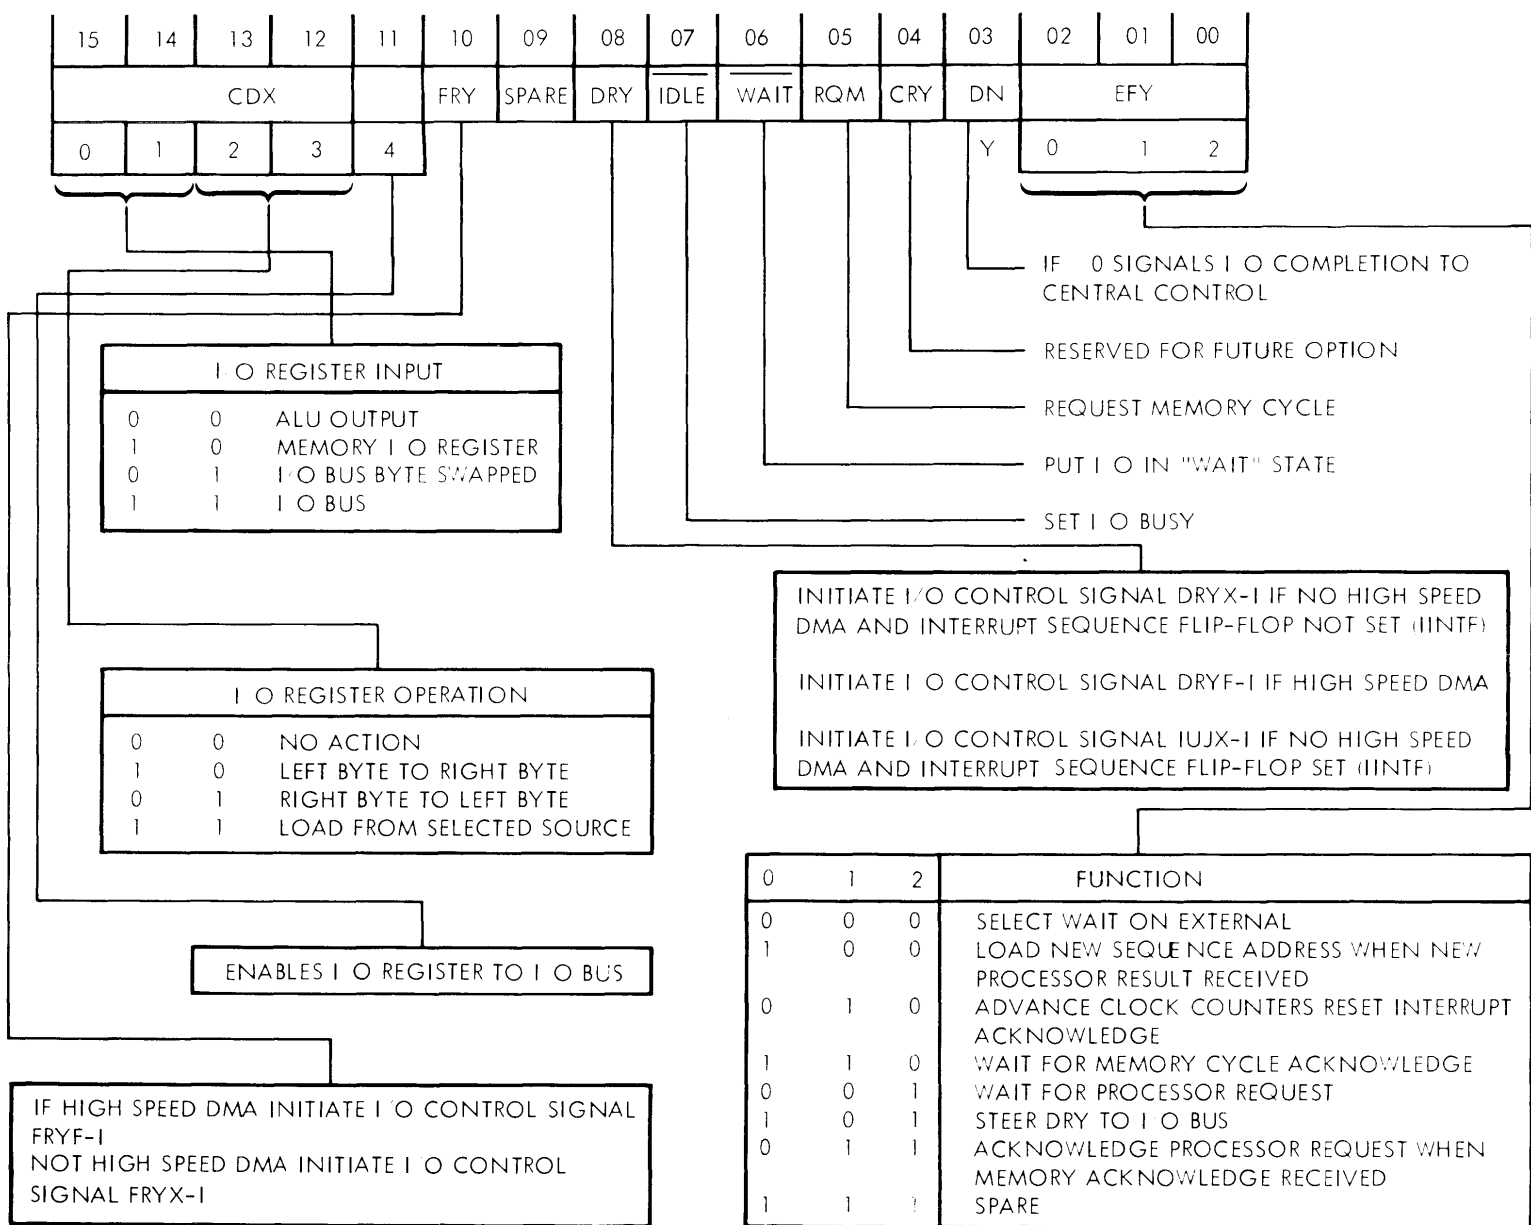 15 14 13 12 11 10 09 08 07 06 05 04 03 02 01 00
CDX FRY SPARE DRY IDLE WAIT RQM CRY DN EFY
0 1 2 3 4 Y 0 1 2
IF 0 SIGNALS I O COMPLETION TO
CENTRAL CONTROL
RESERVED FOR FUTURE OPTION
REQUEST MEMORY CYCLE
PUT I O IN "WAIT" STATE
SET I O BUSY
I O REGISTER INPUT
0 0 ALU OUTPUT
1 0 MEMORY I O REGISTER
0 1 I/O BUS BYTE SWAPPED
1 1 I O BUS
INITIATE I/O CONTROL SIGNAL DRYX-I IF NO HIGH SPEED
DMA AND INTERRUPT SEQUENCE FLIP-FLOP NOT SET (IINTF)
INITIATE I O CONTROL SIGNAL DRYF-I IF HIGH SPEED DMA
INITIATE I/O CONTROL SIGNAL IUJX-I IF NO HIGH SPEED
DMA AND INTERRUPT SEQUENCE FLIP-FLOP SET (IINTF)
I O REGISTER OPERATION
0 0 NO ACTION
1 0 LEFT BYTE TO RIGHT BYTE
0 1 RIGHT BYTE TO LEFT BYTE
1 1 LOAD FROM SELECTED SOURCE
ENABLES I O REGISTER TO I O BUS
IF HIGH SPEED DMA INITIATE I/O CONTROL SIGNAL
FRYF-I
NOT HIGH SPEED DMA INITIATE I O CONTROL
SIGNAL FRYX-I
0 1 2 FUNCTION
0 0 0 SELECT WAIT ON EXTERNAL
1 0 0 LOAD NEW SEQUENCE ADDRESS WHEN NEW
PROCESSOR RESULT RECEIVED
0 1 0 ADVANCE CLOCK COUNTERS RESET INTERRUPT
ACKNOWLEDGE
1 1 0 WAIT FOR MEMORY CYCLE ACKNOWLEDGE
0 0 1 WAIT FOR PROCESSOR REQUEST
1 0 1 STEER DRY TO I O BUS
0 1 1 ACKNOWLEDGE PROCESSOR REQUEST WHEN
MEMORY ACKNOWLEDGE RECEIVED
1 1 1 SPARE